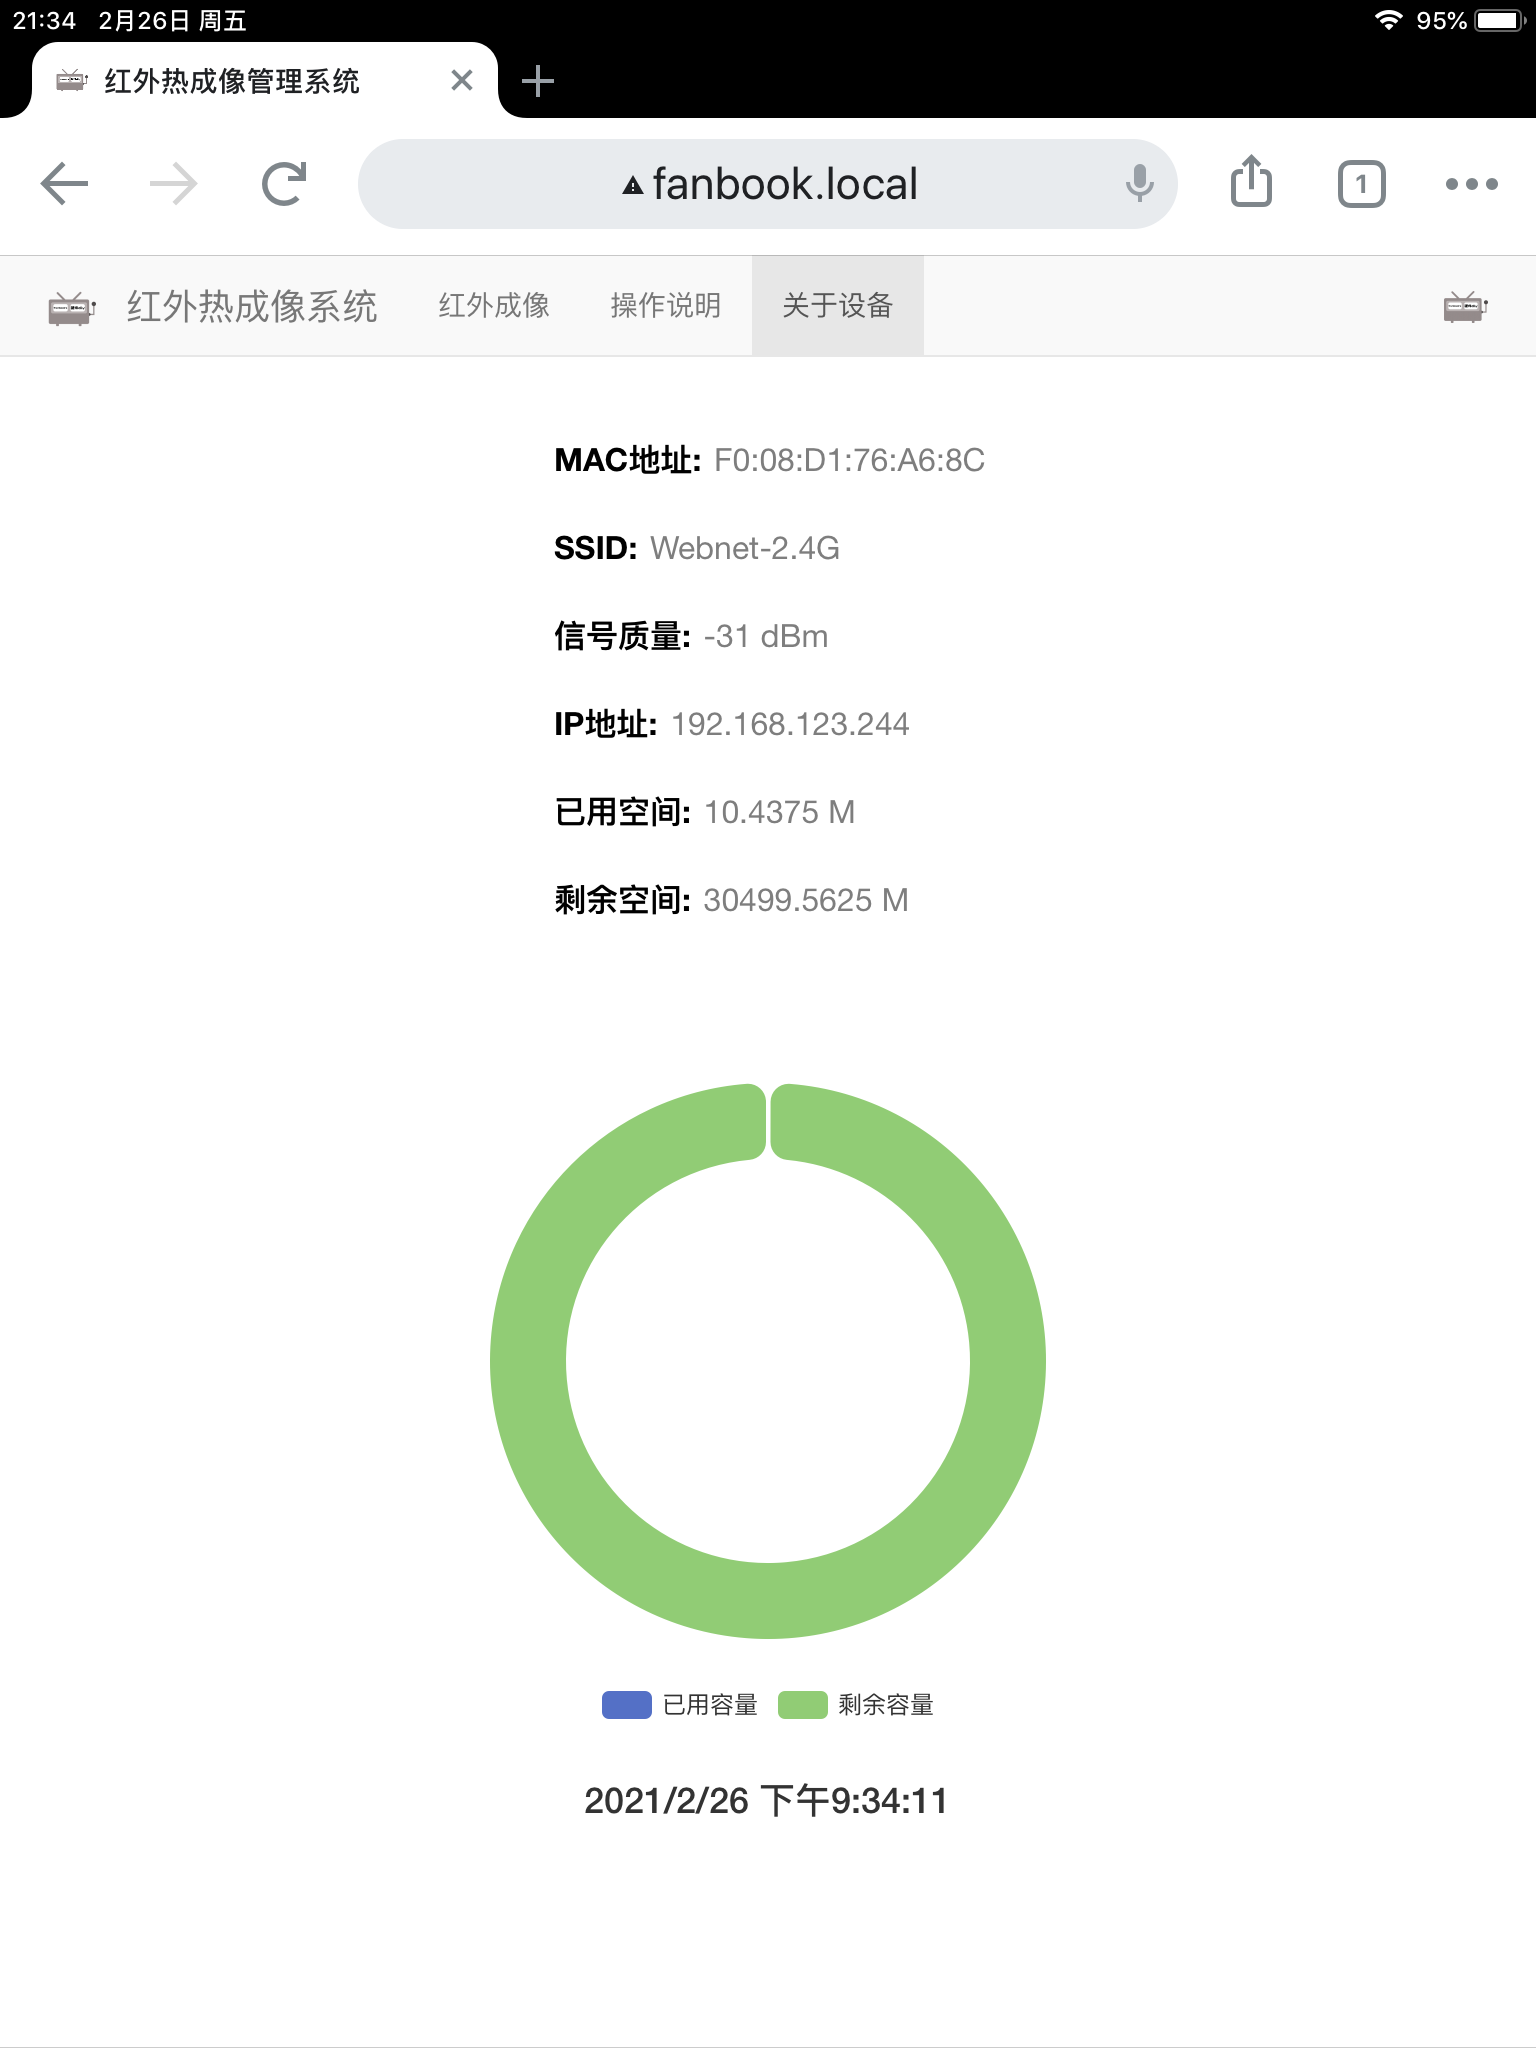 21:34 2月26日 周五 95%
红外热成像管理系统
fanbook.local
1
红外热成像系统 红外成像 操作说明 关于设备
MAC地址: F0:08:D1:76:A6:8C
SSID: Webnet-2.4G
信号质量: -31 dBm
IP地址: 192.168.123.244
已用空间: 10.4375 M
剩余空间: 30499.5625 M
已用容量 剩余容量
2021/2/26 下午9:34:11